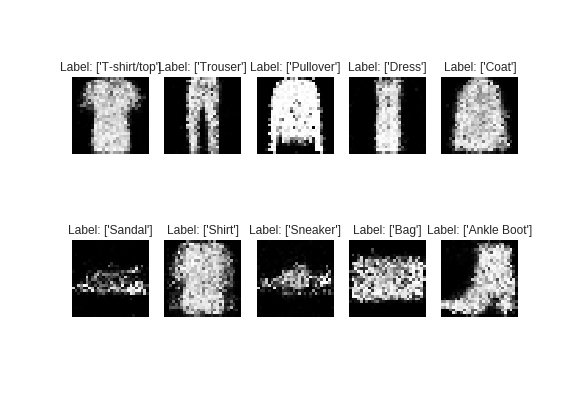 Label: ['T-shirt/top']
Label: ['Trouser']
Label: ['Pullover']
Label: ['Dress']
Label: ['Coat']
Label: ['Sandal']
Label: ['Shirt']
Label: ['Sneaker']
Label: ['Bag']
Label: ['Ankle Boot']